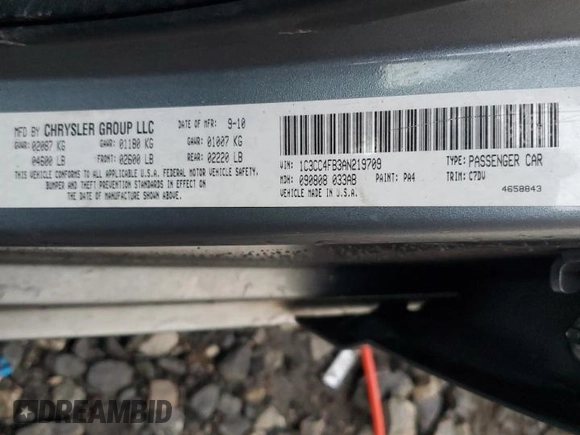 MFD BY CHRYSLER GROUP LLC
DATE OF MFR: 9-10
GVWR: 02087 KG GAWR: 01180 KG GAWR: 01007 KG
04600 LB FRONT: 02600 LB REAR: 02220 LB
THIS VEHICLE CONFORMS TO ALL APPLICABLE U.S.A. FEDERAL MOTOR VEHICLE SAFETY,
BUMPER AND THEFT PREVENTION STANDARDS IN EFFECT ON
THE DATE OF MANUFACTURE SHOWN ABOVE.
VIN: 1C3CC4FB3AN219709 TYPE: PASSENGER CAR
MDH: 090808 033AB PAINT: PA4 TRIM: C7DV
VEHICLE MADE IN U.S.A. 4658843
DREAMBID